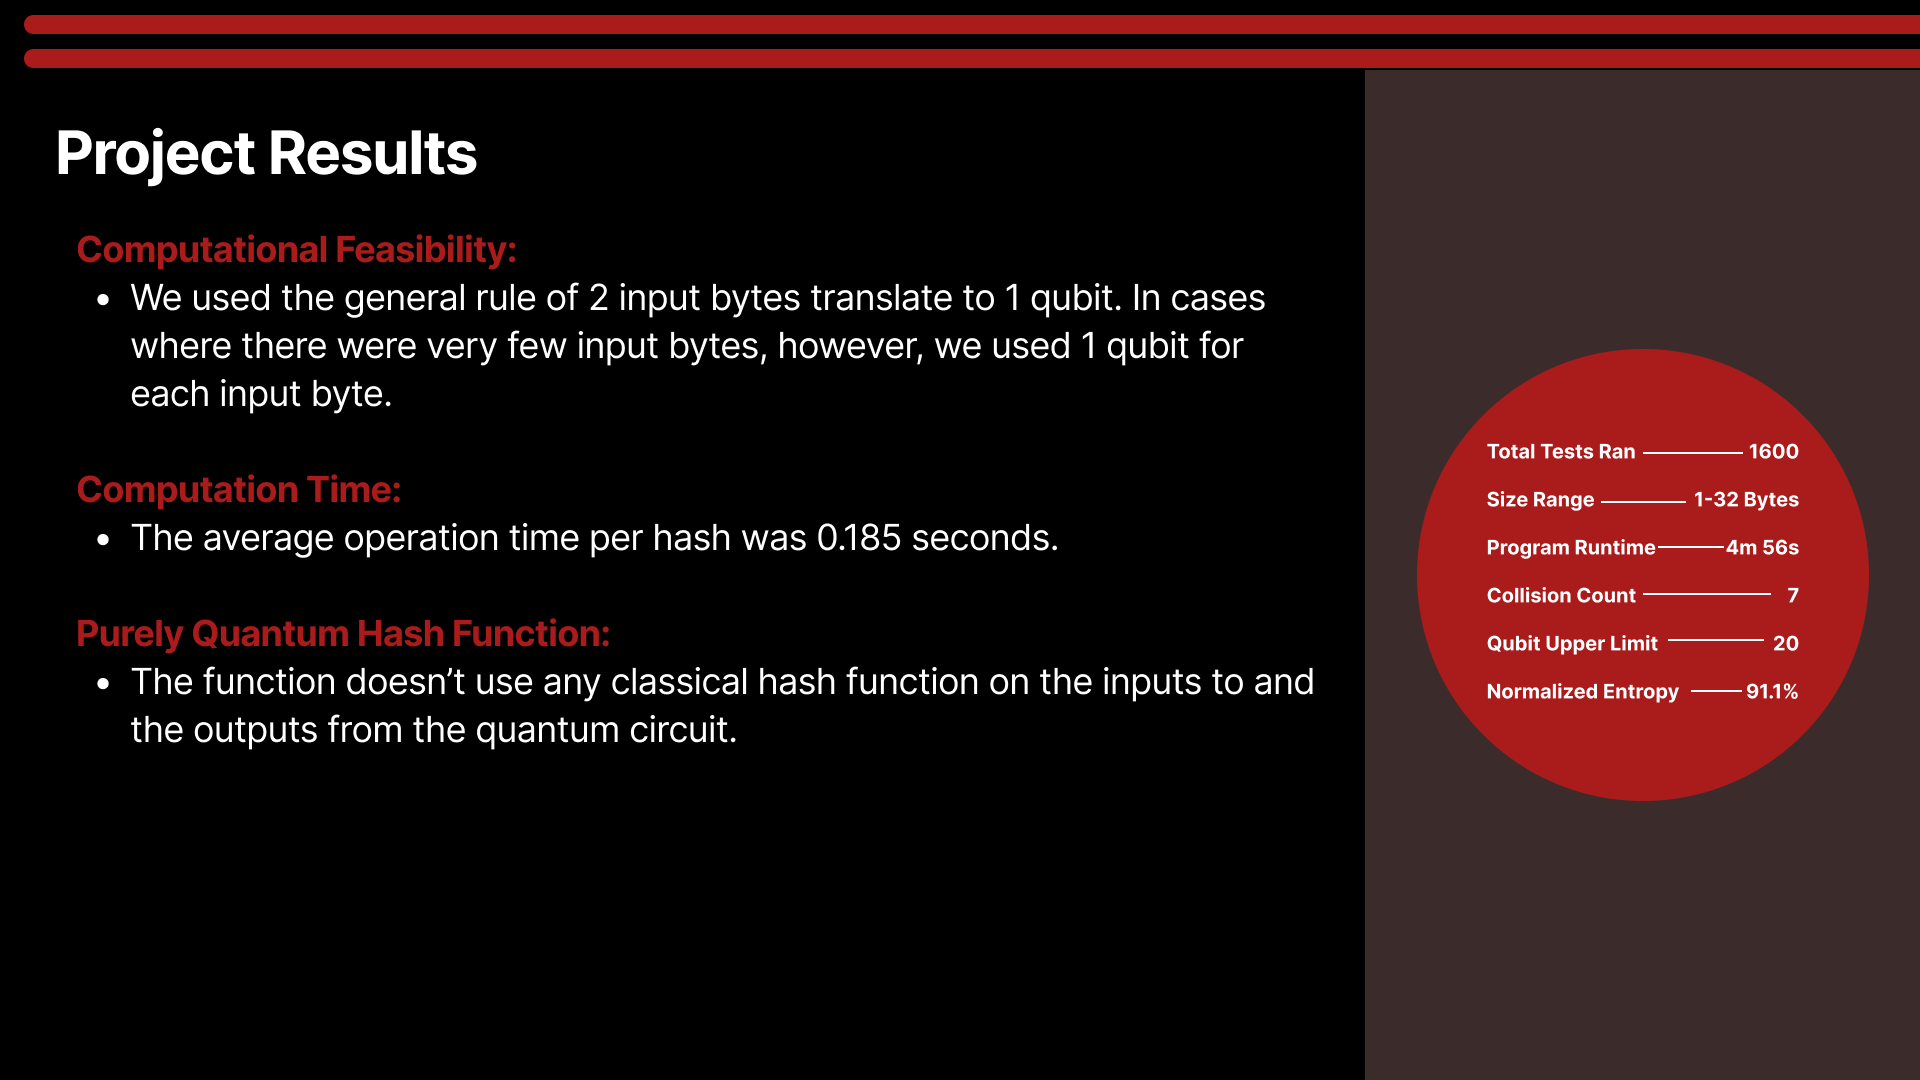 Project Results
Computational Feasibility:
• We used the general rule of 2 input bytes translate to 1 qubit. In cases
where there were very few input bytes, however, we used 1 qubit for
each input byte.
Computation Time:
• The average operation time per hash was 0.185 seconds.
Purely Quantum Hash Function:
• The function doesn’t use any classical hash function on the inputs to and
the outputs from the quantum circuit.
Total Tests Ran 1600
Size Range 1-32 Bytes
Program Runtime 4m 56s
Collision Count 7
Qubit Upper Limit 20
Normalized Entropy 91.1%